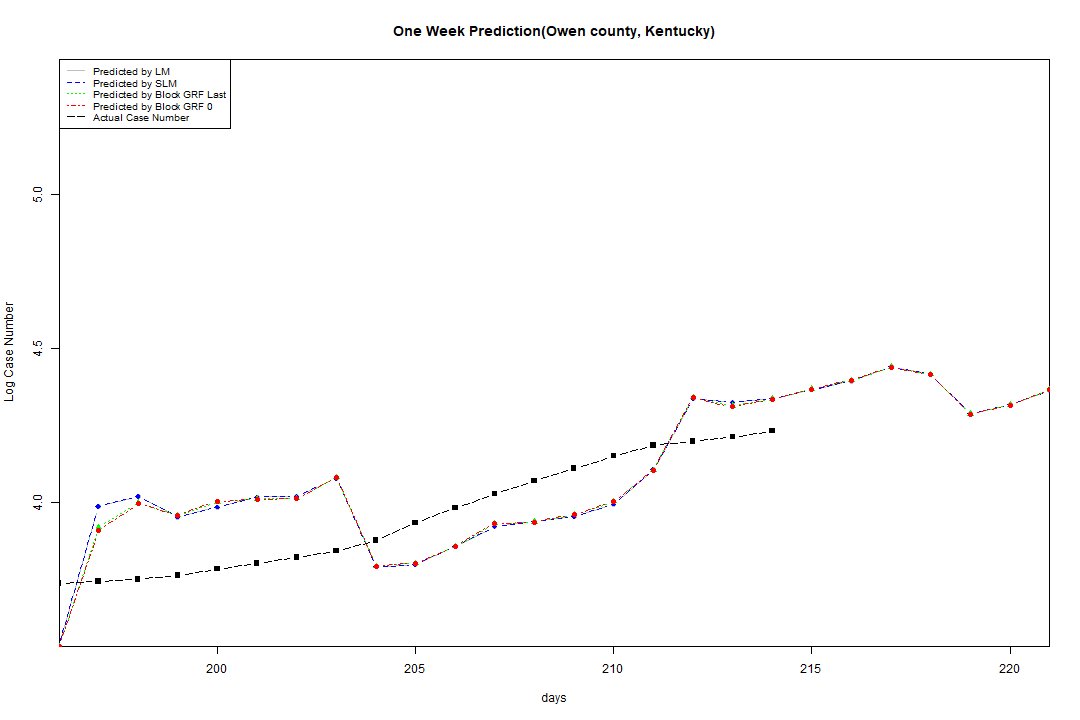 One Week Prediction(Owen county, Kentucky)
Predicted by LM
Predicted by SLM
Predicted by Block GRF Last
Predicted by Block GRF 0
Actual Case Number
5.0
4.5
4.0
Log Case Number
200 205 210 215 220
days